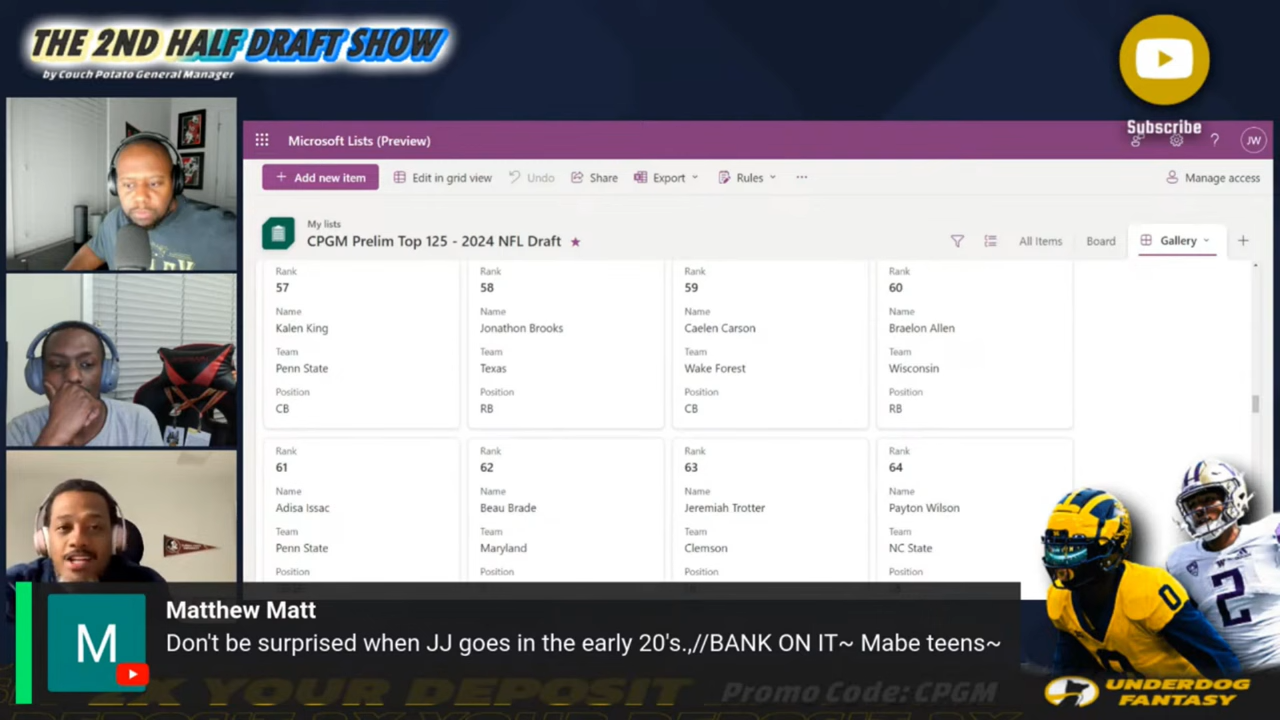 THE 2ND HALF DRAFT SHOW
by Couch Potato General Manager
Subscribe
Microsoft Lists (Preview)
?
JW
+ Add new item
Edit in grid view
Undo
Share
Export
Rules
...
Manage access
My lists
CPGM Prelim Top 125 - 2024 NFL Draft ★
All Items
Board
Gallery
+
Rank
57
Name
Kalen King
Team
Penn State
Position
CB
Rank
58
Name
Jonathon Brooks
Team
Texas
Position
RB
Rank
59
Name
Caelen Carson
Team
Wake Forest
Position
CB
Rank
60
Name
Braelon Allen
Team
Wisconsin
Position
RB
Rank
61
Name
Adisa Issac
Team
Penn State
Position
Rank
62
Name
Beau Brade
Team
Maryland
Position
Rank
63
Name
Jeremiah Trotter
Team
Clemson
Position
Rank
64
Name
Payton Wilson
Team
NC State
Position
M
Matthew Matt
Don't be surprised when JJ goes in the early 20's.,//BANK ON IT~ Mabe teens~
0
2
2X YOUR DEPOSIT
Promo Code: CPGM
UNDERDOG
FANTASY